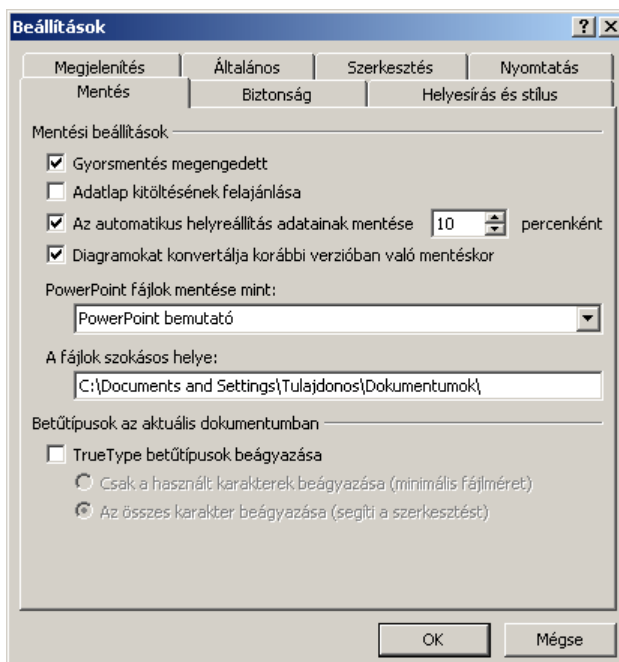 Beállítások
Megjelenítés Általános Szerkesztés Nyomtatás
Mentés Biztonság Helyesírás és stílus
Mentési beállítások
Gyorsmentés megengedett
Adatlap kitöltésének felajánlása
Az automatikus helyreállítás adatainak mentése 10 percenként
Diagramokat konvertálja korábbi verzióban való mentéskor
PowerPoint fájlok mentése mint:
PowerPoint bemutató
A fájlok szokásos helye:
C:\Documents and Settings\Tulajdonos\Dokumentumok\
Betűtípusok az aktuális dokumentumban
TrueType betűtípusok beágyazása
Csak a használt karakterek beágyazása (minimális fájlméret)
Az összes karakter beágyazása (segíti a szerkesztést)
OK Mégse